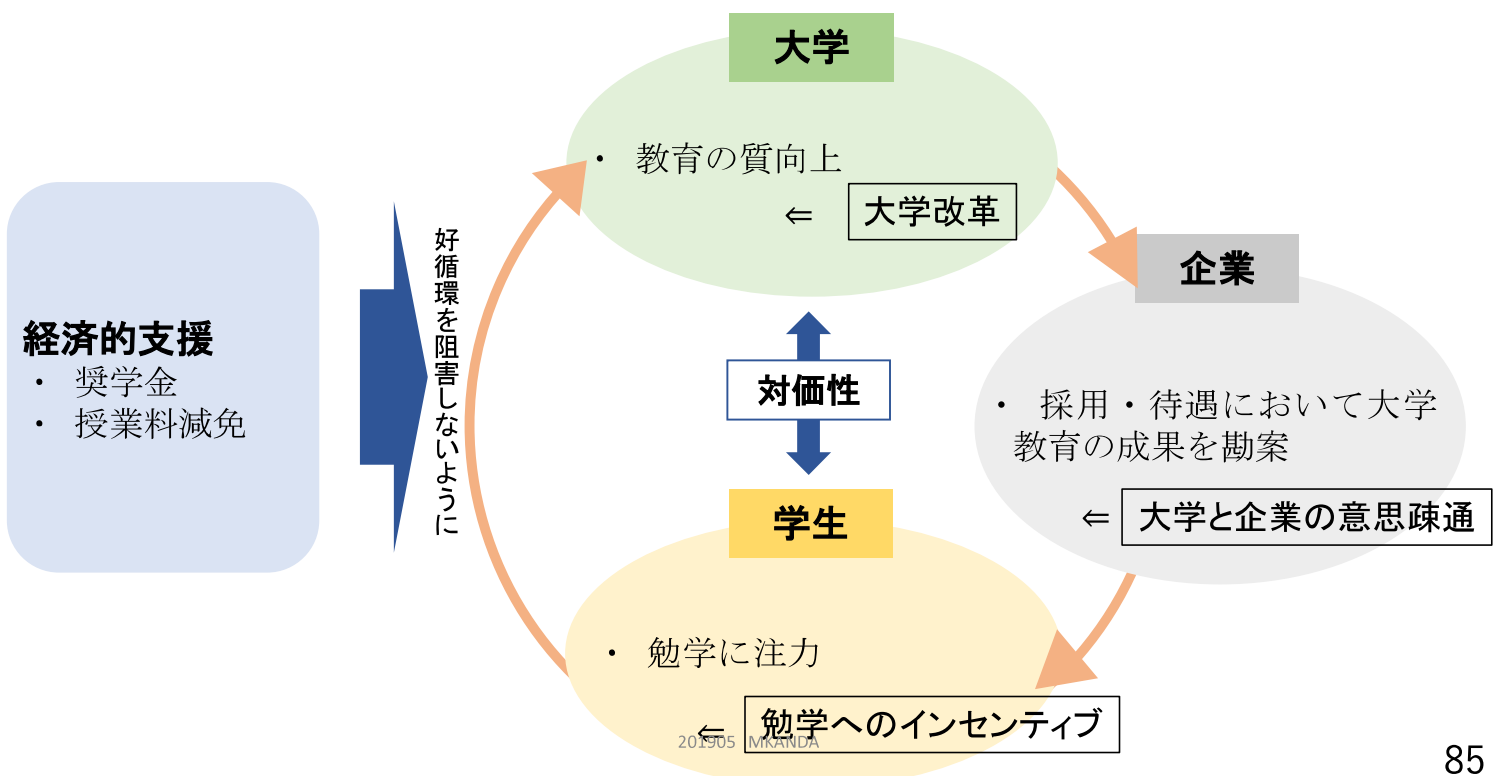 大学
・ 教育の質向上
⇐ 大学改革
企業
・ 採用・待遇において大学
教育の成果を勘案
⇐ 大学と企業の意思疎通
経済的支援
・ 奨学金
・ 授業料減免
好循環を阻害しないように
対価性
学生
・ 勉学に注力
⇐ 勉学へのインセンティブ
201905 MKANDA
85